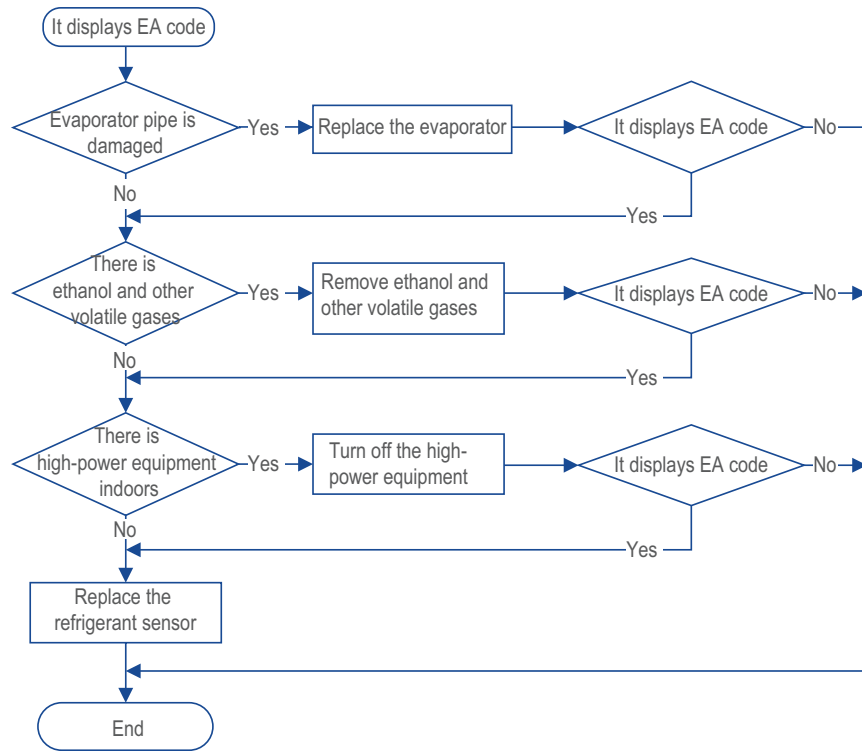 It displays EA code
Evaporator pipe is
damaged
Yes
Replace the evaporator
It displays EA code
No
No
Yes
There is
ethanol and other
volatile gases
Yes
Remove ethanol and
other volatile gases
It displays EA code
No
No
Yes
There is
high-power equipment
indoors
Yes
Turn off the high-
power equipment
It displays EA code
No
No
Yes
Replace the
refrigerant sensor
End